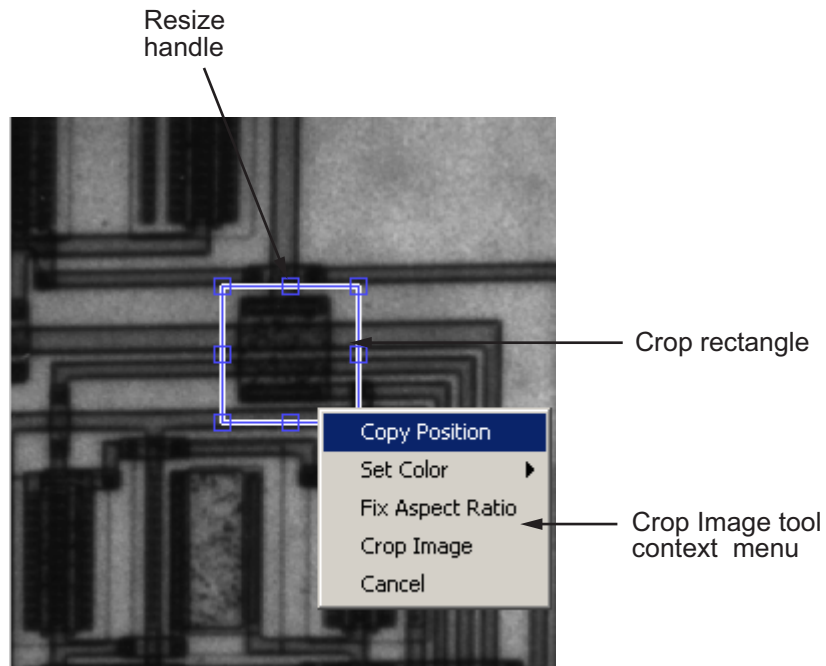 Resize
handle
Crop rectangle
Copy Position
Set Color
Fix Aspect Ratio
Crop Image
Cancel
Crop Image tool
context menu